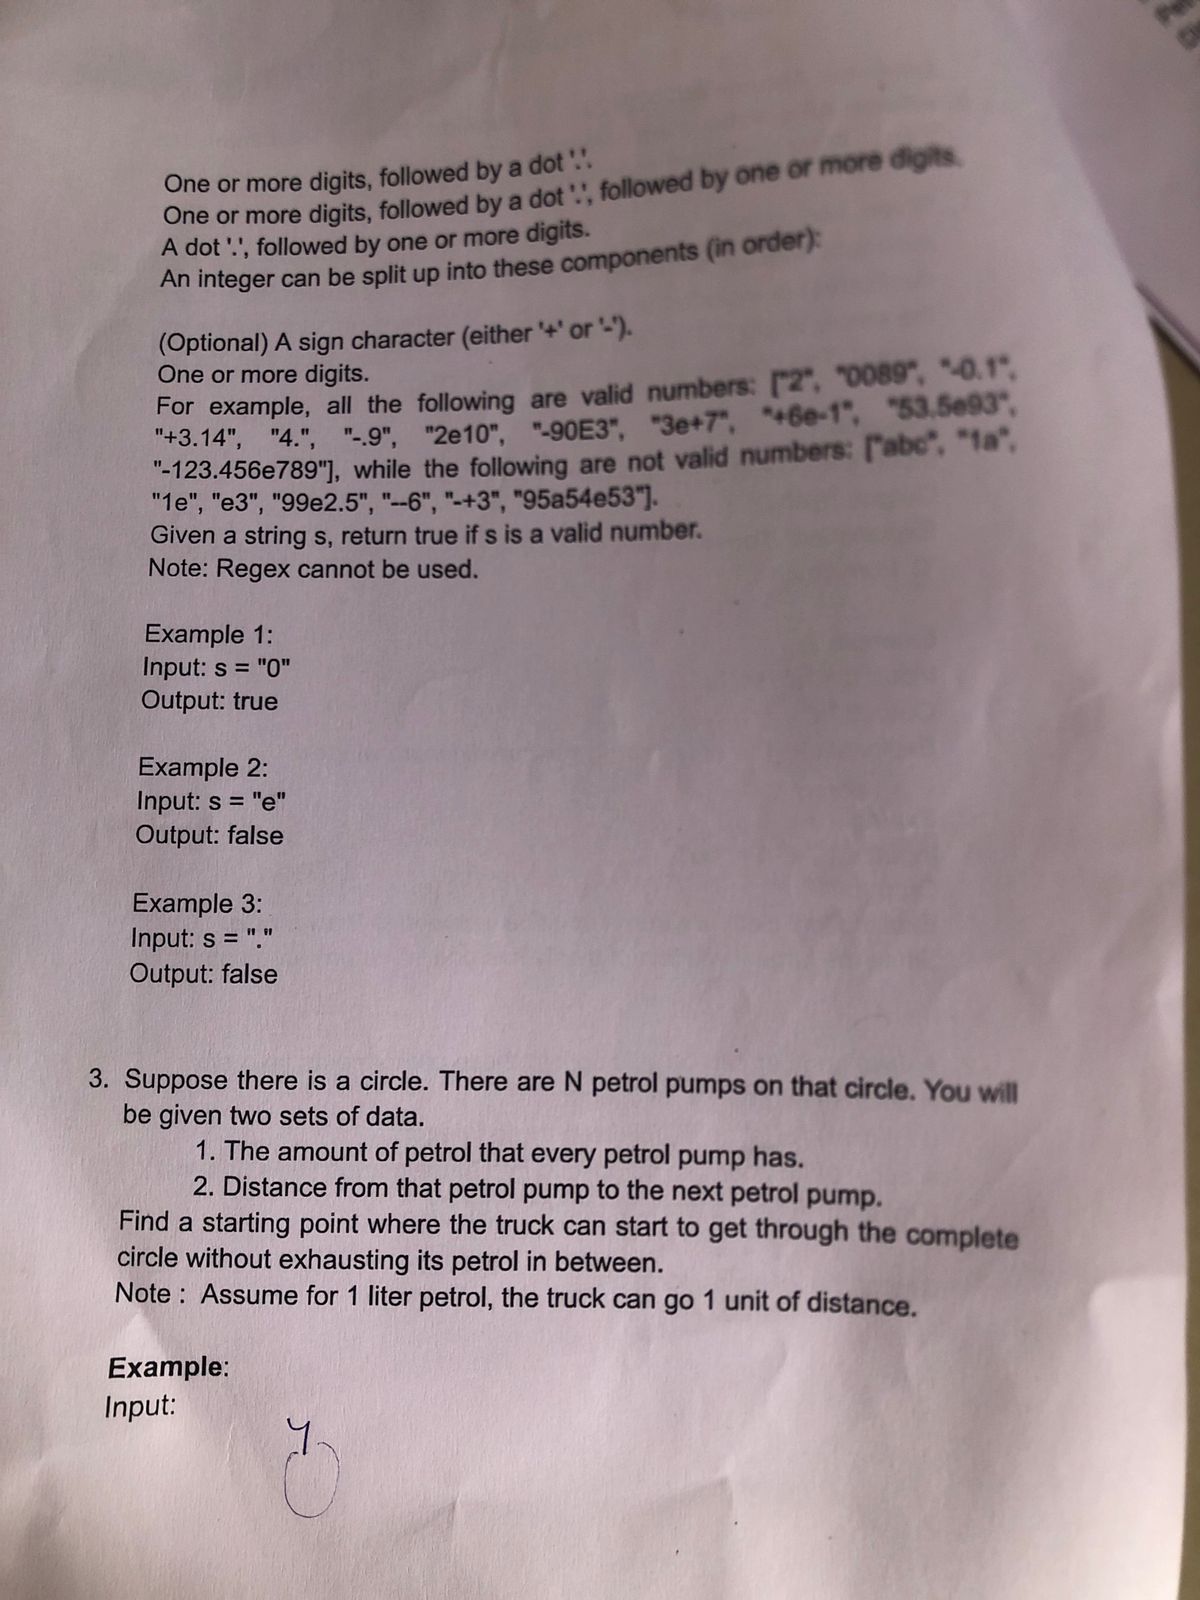 One or more digits, followed by a dot '.'.
One or more digits, followed by a dot '.', followed by one or more digits.
A dot '.', followed by one or more digits.
An integer can be split up into these components (in order):
(Optional) A sign character (either '+' or '-').
One or more digits.
For example, all the following are valid numbers: ["2", "0089", "-0.1",
"+3.14", "4.", "-.9", "2e10", "-90E3", "3e+7", "+6e-1", "53.5e93",
"-123.456e789"], while the following are not valid numbers: ["abc", "1a",
"1e", "e3", "99e2.5", "--6", "-+3", "95a54e53"].
Given a string s, return true if s is a valid number.
Note: Regex cannot be used.
Example 1:
Input: s = "0"
Output: true
Example 2:
Input: s = "e"
Output: false
Example 3:
Input: s = "."
Output: false
3. Suppose there is a circle. There are N petrol pumps on that circle. You will
be given two sets of data.
1. The amount of petrol that every petrol pump has.
2. Distance from that petrol pump to the next petrol pump.
Find a starting point where the truck can start to get through the complete
circle without exhausting its petrol in between.
Note : Assume for 1 liter petrol, the truck can go 1 unit of distance.
Example:
Input: